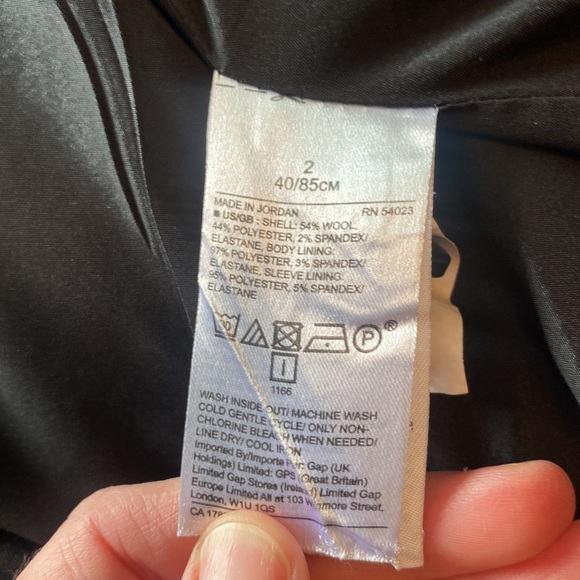 2
40/85CM
MADE IN JORDAN RN 54023
■ US/GB : SHELL: 54% WOOL,
44% POLYESTER, 2% SPANDEX/
ELASTANE, BODY LINING:
97% POLYESTER, 3% SPANDEX/
ELASTANE, SLEEVE LINING:
95% POLYESTER, 5% SPANDEX/
ELASTANE
P®
1166
WASH INSIDE OUT/ MACHINE WASH
COLD GENTLE CYCLE/ ONLY NON-
CHLORINE BLEACH WHEN NEEDED/
LINE DRY/ COOL IRON
Imported By/Importe Par: Gap (UK
Holdings) Limited: GPS (Great Britain)
Limited Gap Stores (Ireland) Limited Gap
Europe Limited All at 103 Wigmore Street,
London, W1U 1QS
CA 178